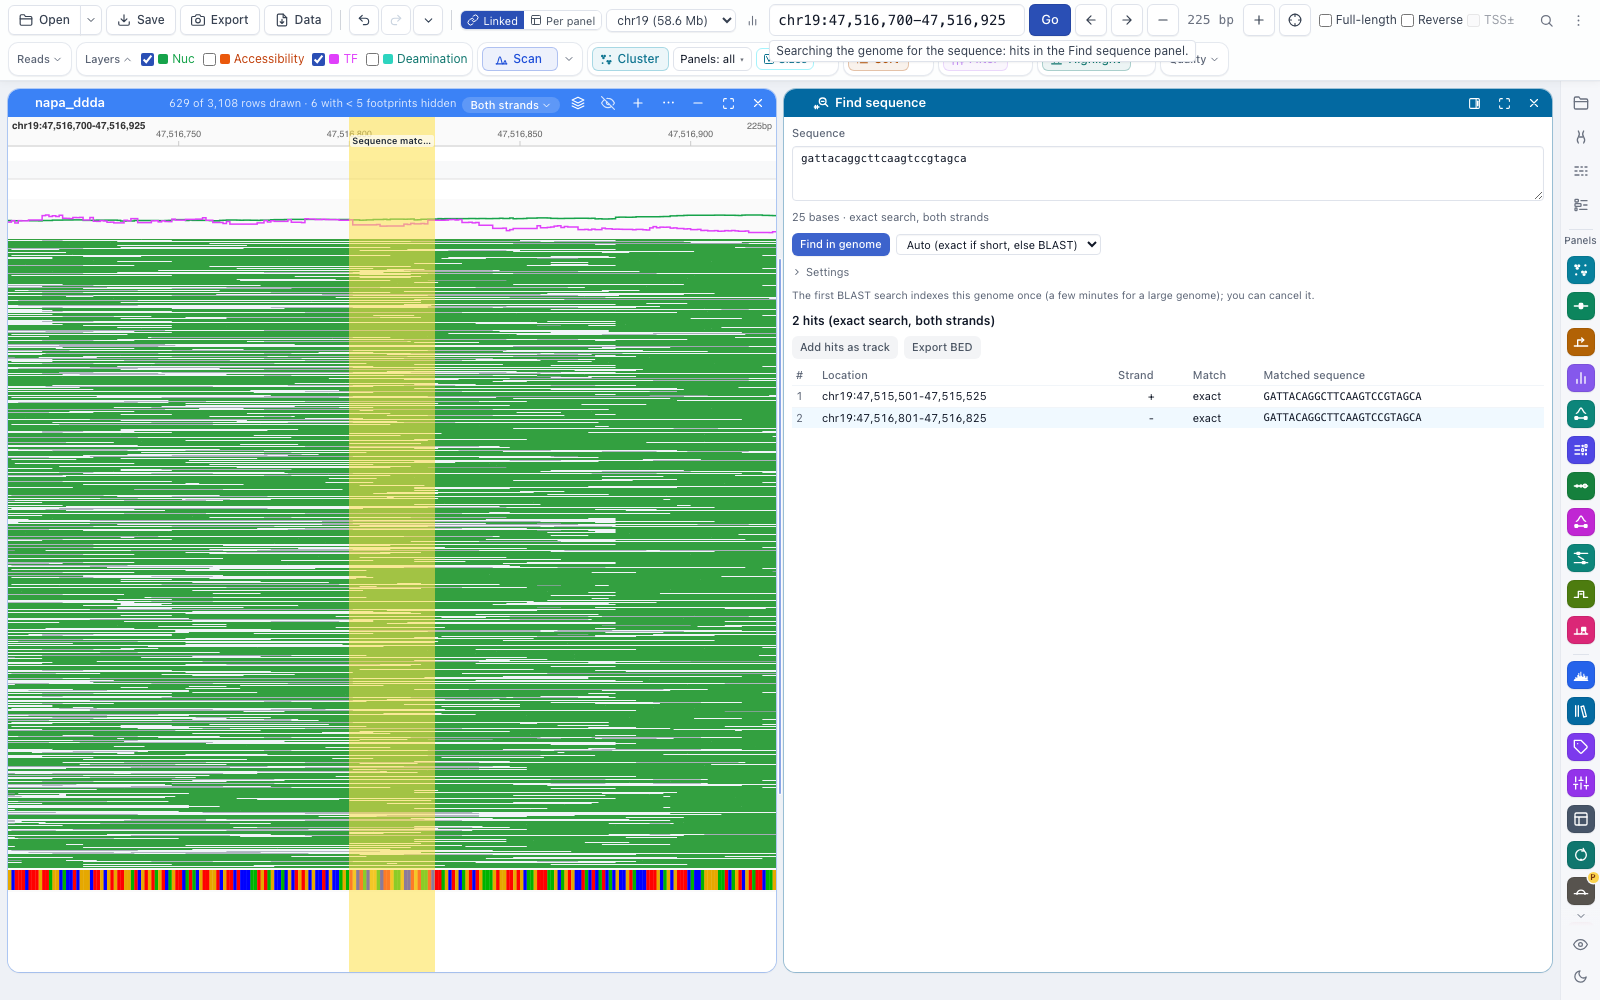 Open
Save
Export
Data
Linked
Per panel
chr19 (58.6 Mb)
chr19:47,516,700–47,516,925
Go
225 bp
Full-length
Reverse
TSS±
Searching the genome for the sequence: hits in the Find sequence panel.
Reads
Layers
Nuc
Accessibility
TF
Deamination
Scan
Cluster
Panels: all
Quality
napa_ddda
629 of 3,108 rows drawn - 6 with < 5 footprints hidden
Both strands
chr19:47,516,700-47,516,925
225bp
47,516,750
47,516,800
47,516,850
47,516,900
Sequence matc...
Find sequence
Sequence
gattacaggcttcaagtccgtagca
25 bases · exact search, both strands
Find in genome
Auto (exact if short, else BLAST)
Settings
The first BLAST search indexes this genome once (a few minutes for a large genome); you can cancel it.
2 hits (exact search, both strands)
Add hits as track
Export BED
# Location Strand Match Matched sequence
1 chr19:47,515,501-47,515,525 + exact GATTACAGGCTTCAAGTCCGTAGCA
2 chr19:47,516,801-47,516,825 - exact GATTACAGGCTTCAAGTCCGTAGCA
Panels
P